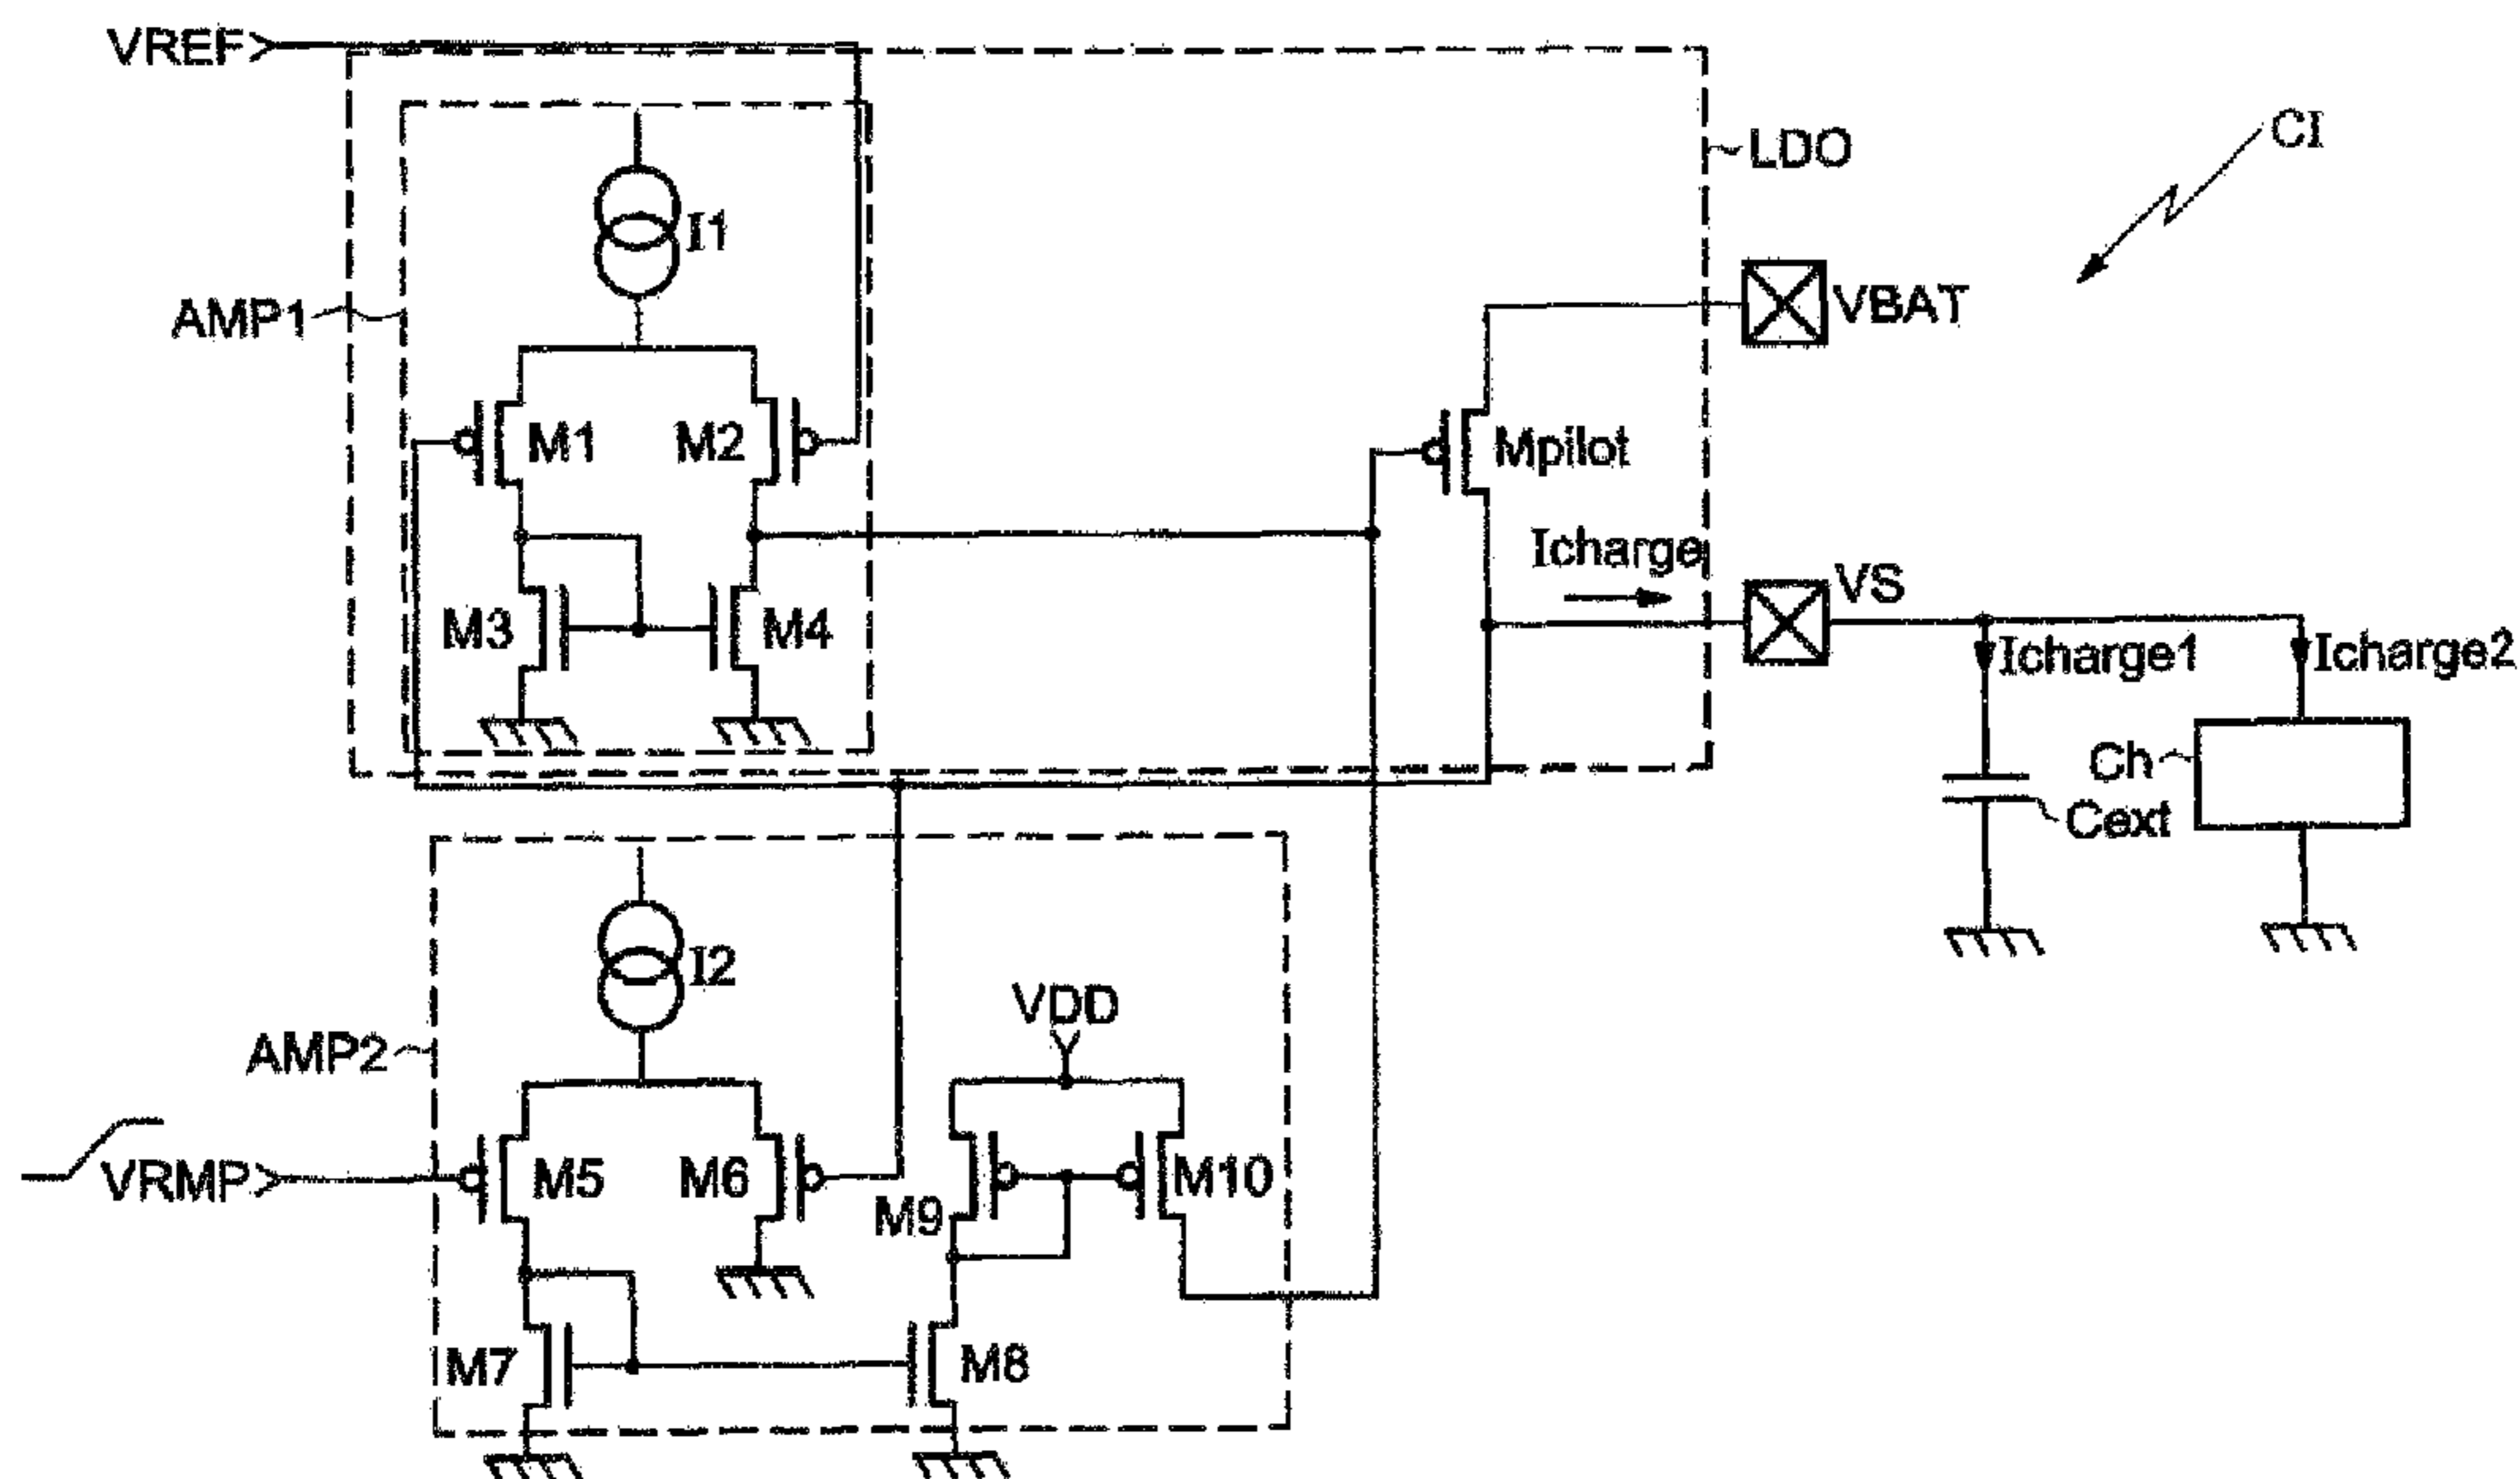 VREF
CI
LDO
I1
VBAT
AMP1
M1
M2
Mpilot
Icharge
VS
M3
M4
Icharge1
Icharge2
Ch
Cext
I2
VDD
AMP2
VRMP
M5
M6
M9
M10
M7
M8